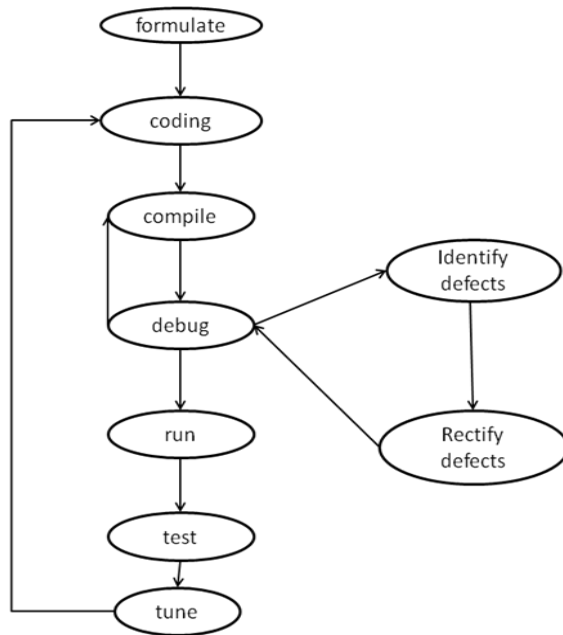 formulate
coding
compile
debug
Identify
defects
Rectify
defects
run
test
tune